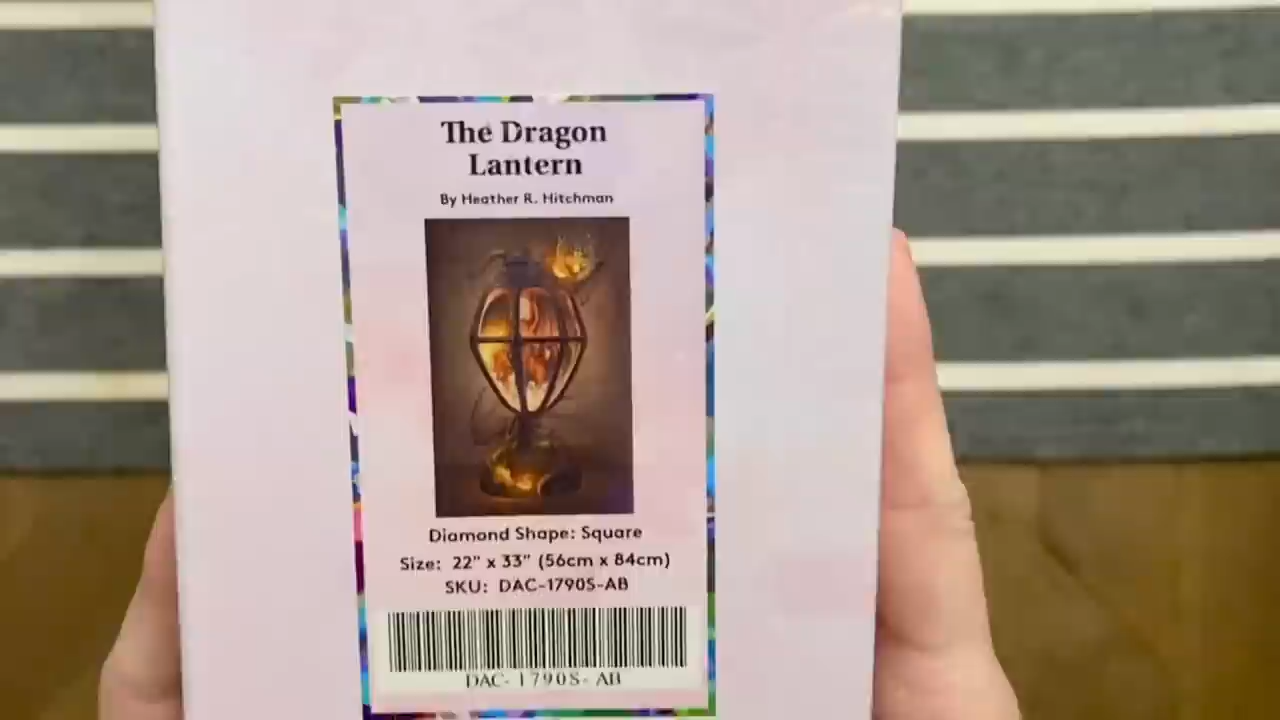 The Dragon
Lantern
By Heather R. Hitchman
Diamond Shape: Square
Size: 22" x 33" (56cm x 84cm)
SKU: DAC-1790S-AB
DAC-1790S-AB